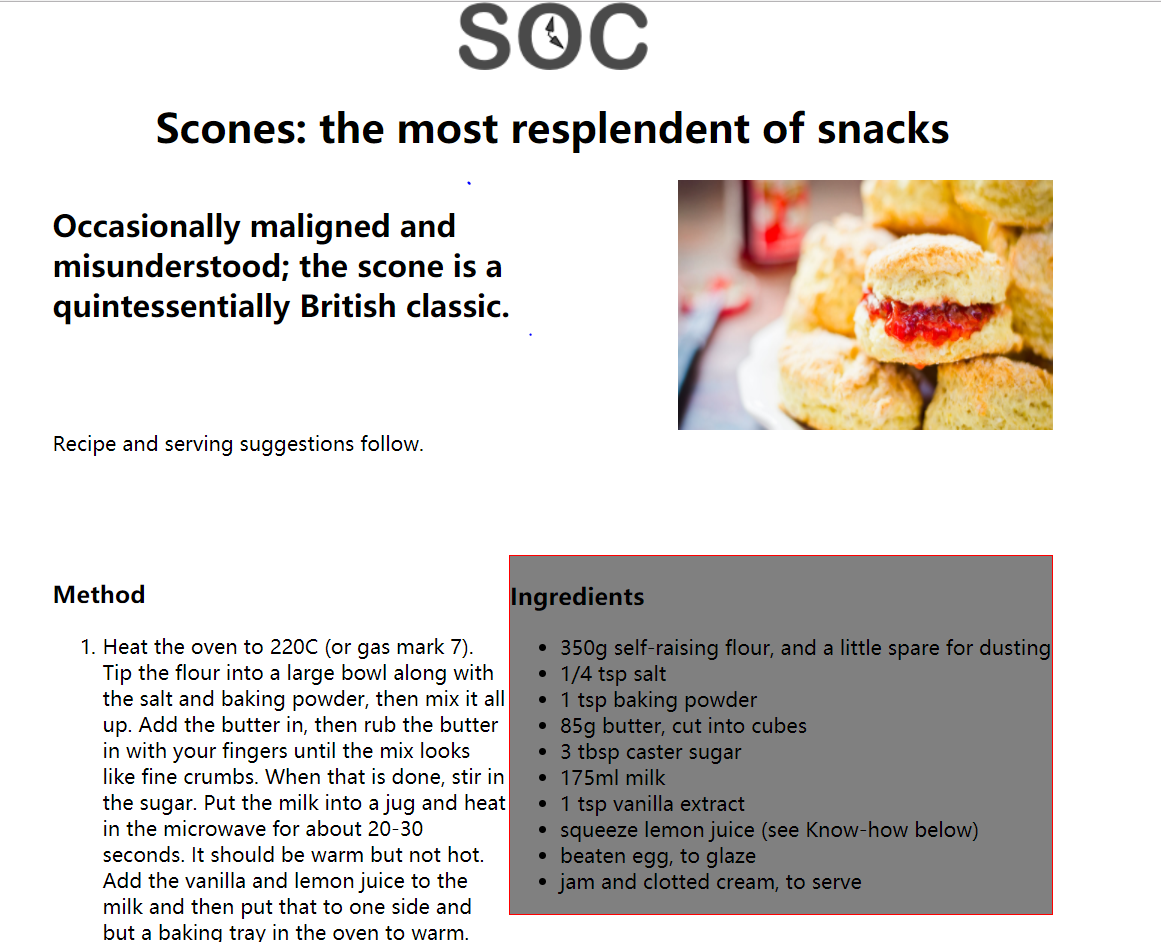 SOC
Scones: the most resplendent of snacks
Occasionally maligned and
misunderstood; the scone is a
quintessentially British classic.
Recipe and serving suggestions follow.
Method
1. Heat the oven to 220C (or gas mark 7).
Tip the flour into a large bowl along with
the salt and baking powder, then mix it all
up. Add the butter in, then rub the butter
in with your fingers until the mix looks
like fine crumbs. When that is done, stir in
the sugar. Put the milk into a jug and heat
in the microwave for about 20-30
seconds. It should be warm but not hot.
Add the vanilla and lemon juice to the
milk and then put that to one side and
but a baking tray in the oven to warm.
Ingredients
• 350g self-raising flour, and a little spare for dusting
• 1/4 tsp salt
• 1 tsp baking powder
• 85g butter, cut into cubes
• 3 tbsp caster sugar
• 175ml milk
• 1 tsp vanilla extract
• squeeze lemon juice (see Know-how below)
• beaten egg, to glaze
• jam and clotted cream, to serve